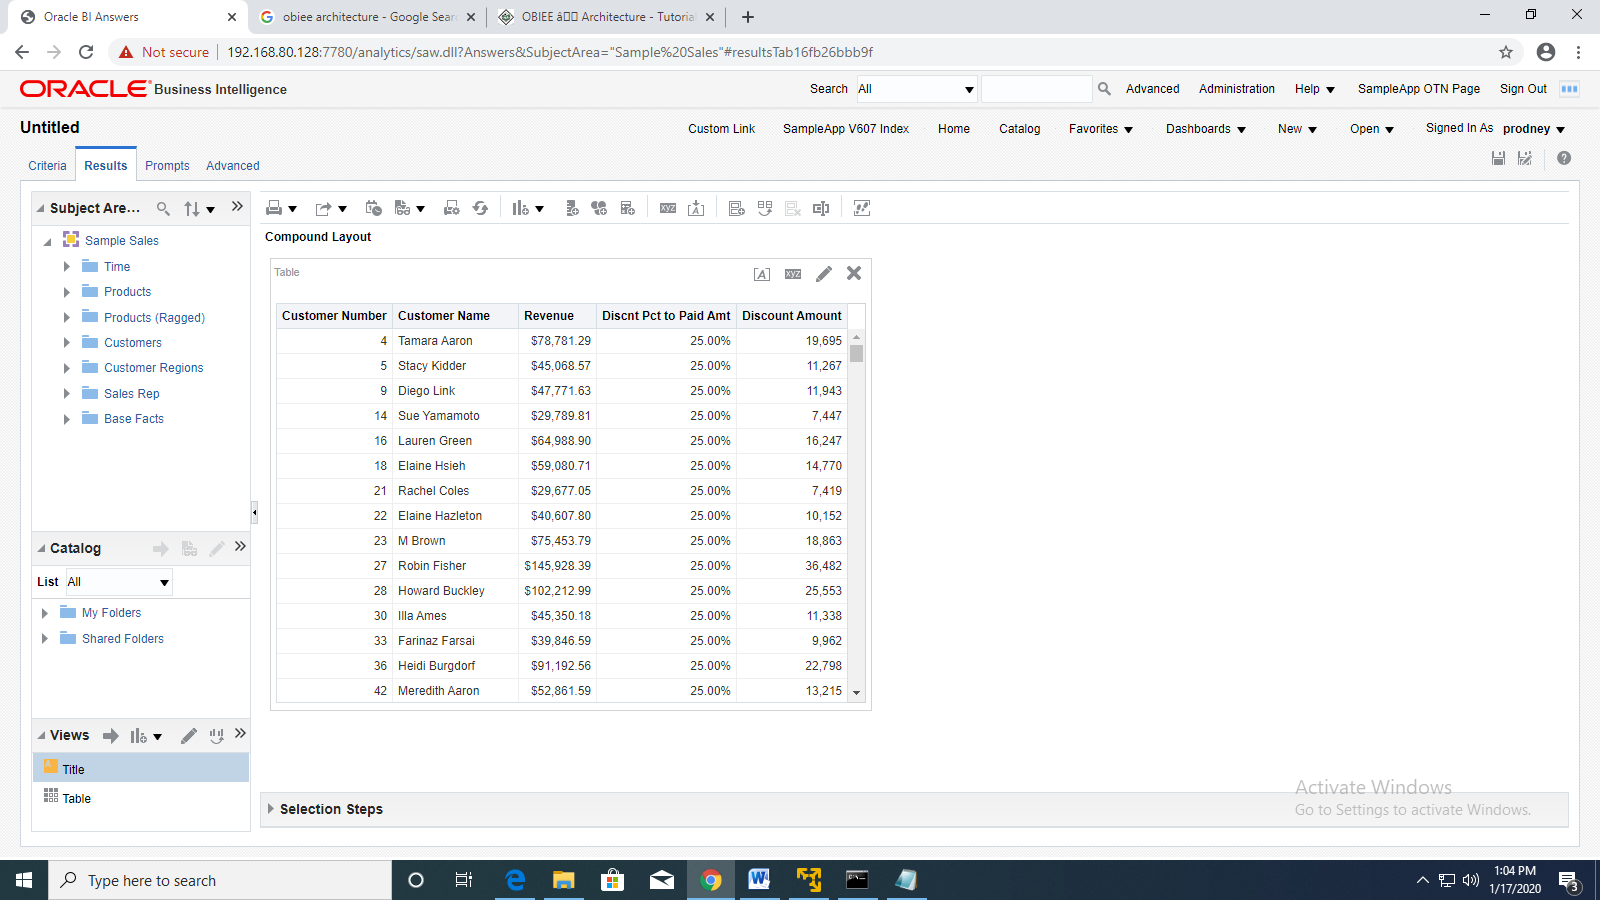 Oracle BI Answers
obiee architecture - Google Sear
OBIEE â Architecture - Tutorial
Not secure
192.168.80.128:7780/analytics/saw.dll?Answers&SubjectArea="Sample%20Sales"#resultsTab16fb26bbb9f
ORACLE Business Intelligence
Search All
Advanced Administration Help SampleApp OTN Page Sign Out
Untitled
Custom Link SampleApp V607 Index Home Catalog Favorites Dashboards New Open Signed In As prodney
Criteria Results Prompts Advanced
Subject Are...
Sample Sales
Time
Products
Products (Ragged)
Customers
Customer Regions
Sales Rep
Base Facts
Catalog
List All
My Folders
Shared Folders
Views
Title
Table
Compound Layout
Table
Customer Number Customer Name Revenue Discnt Pct to Paid Amt Discount Amount
4 Tamara Aaron $78,781.29 25.00% 19,695
5 Stacy Kidder $45,068.57 25.00% 11,267
9 Diego Link $47,771.63 25.00% 11,943
14 Sue Yamamoto $29,789.81 25.00% 7,447
16 Lauren Green $64,988.90 25.00% 16,247
18 Elaine Hsieh $59,080.71 25.00% 14,770
21 Rachel Coles $29,677.05 25.00% 7,419
22 Elaine Hazleton $40,607.80 25.00% 10,152
23 M Brown $75,453.79 25.00% 18,863
27 Robin Fisher $145,928.39 25.00% 36,482
28 Howard Buckley $102,212.99 25.00% 25,553
30 Illa Ames $45,350.18 25.00% 11,338
33 Farinaz Farsai $39,846.59 25.00% 9,962
36 Heidi Burgdorf $91,192.56 25.00% 22,798
42 Meredith Aaron $52,861.59 25.00% 13,215
Selection Steps
Activate Windows
Go to Settings to activate Windows.
Type here to search
1:04 PM
1/17/2020
3